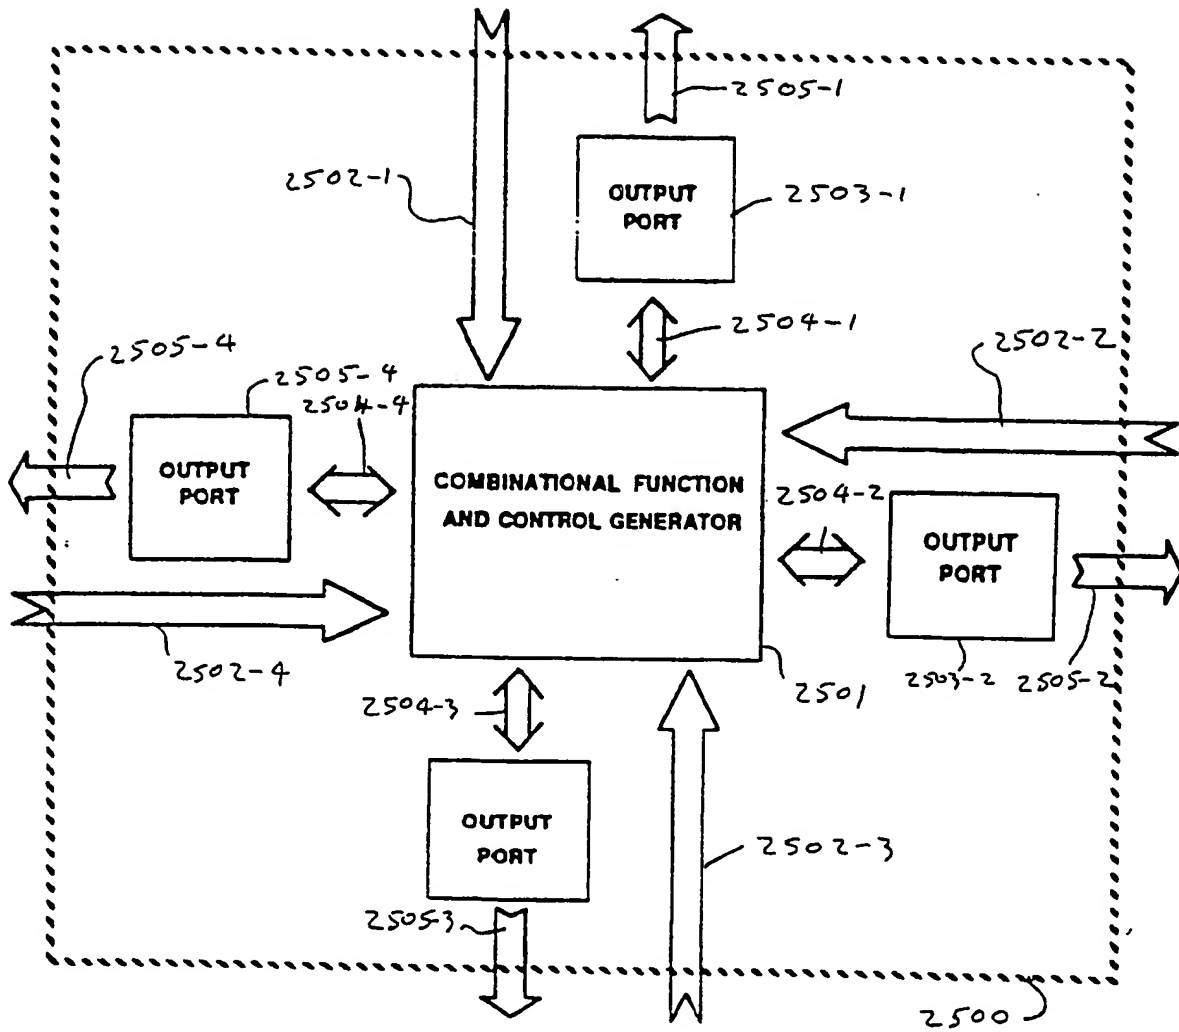 2505-1
2502-1
OUTPUT
PORT
2503-1
2504-1
2505-4
2505-4
2504-4
2502-2
OUTPUT
PORT
COMBINATIONAL FUNCTION
AND CONTROL GENERATOR
2504-2
OUTPUT
PORT
2502-4
2504-3
2501
2503-2
2505-2
OUTPUT
PORT
2502-3
2505-3
2500